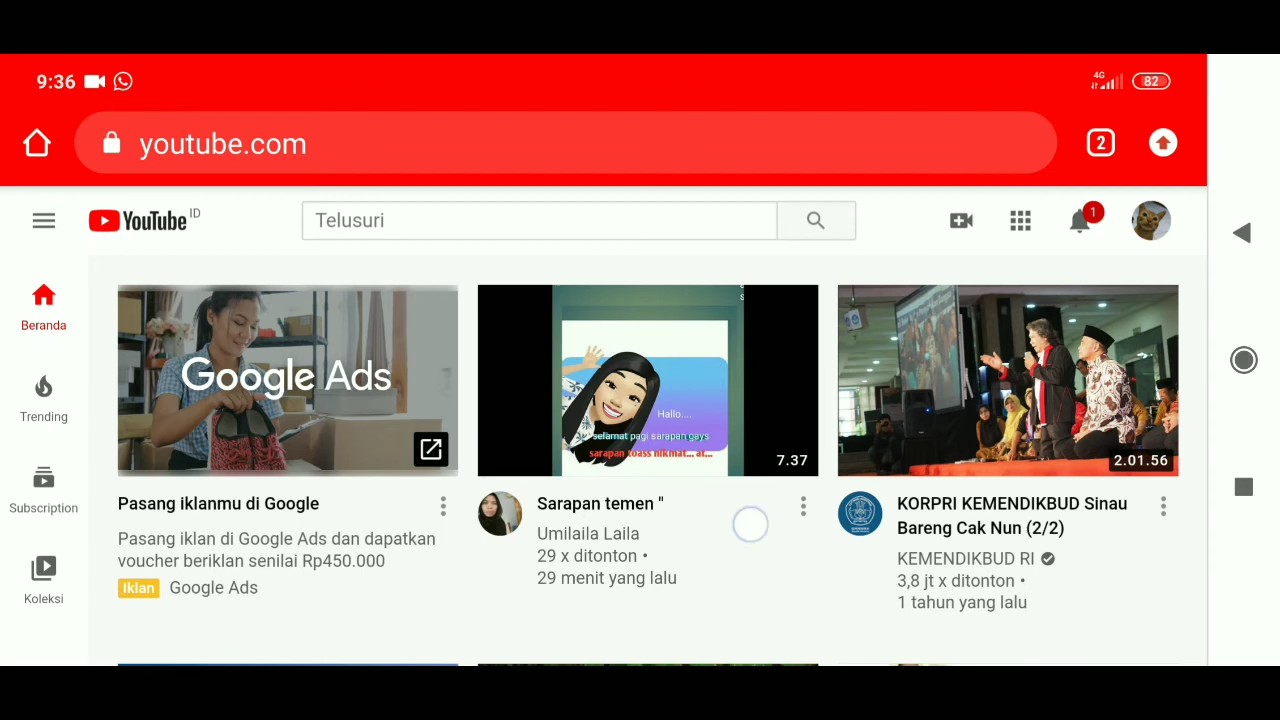 9:36
4G
82
youtube.com
2
YouTube ID
Telusuri
1
Beranda
Trending
Subscription
Koleksi
Google Ads
Pasang iklanmu di Google
Pasang iklan di Google Ads dan dapatkan
voucher beriklan senilai Rp450.000
Iklan Google Ads
Hallo....
selamat pagi sarapan gays
7.37
Sarapan temen "
Umilaila Laila
29 x ditonton •
29 menit yang lalu
2.01.56
KORPRI KEMENDIKBUD Sinau
Bareng Cak Nun (2/2)
KEMENDIKBUD RI
3,8 jt x ditonton •
1 tahun yang lalu